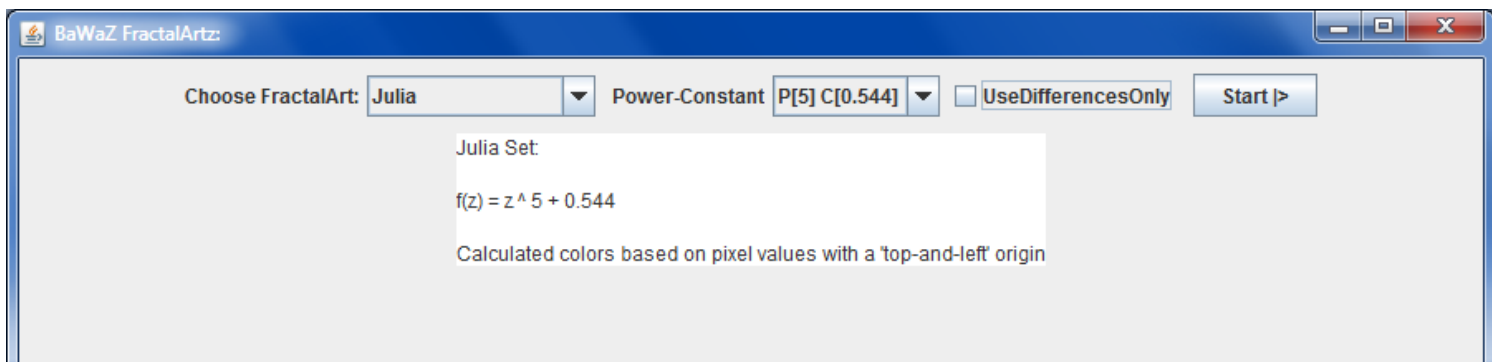 BaWaZ FractalArtz:
Choose FractalArt: Julia Power-Constant P[5] C[0.544] UseDifferencesOnly Start |>
Julia Set:
f(z) = z ^ 5 + 0.544
Calculated colors based on pixel values with a 'top-and-left' origin